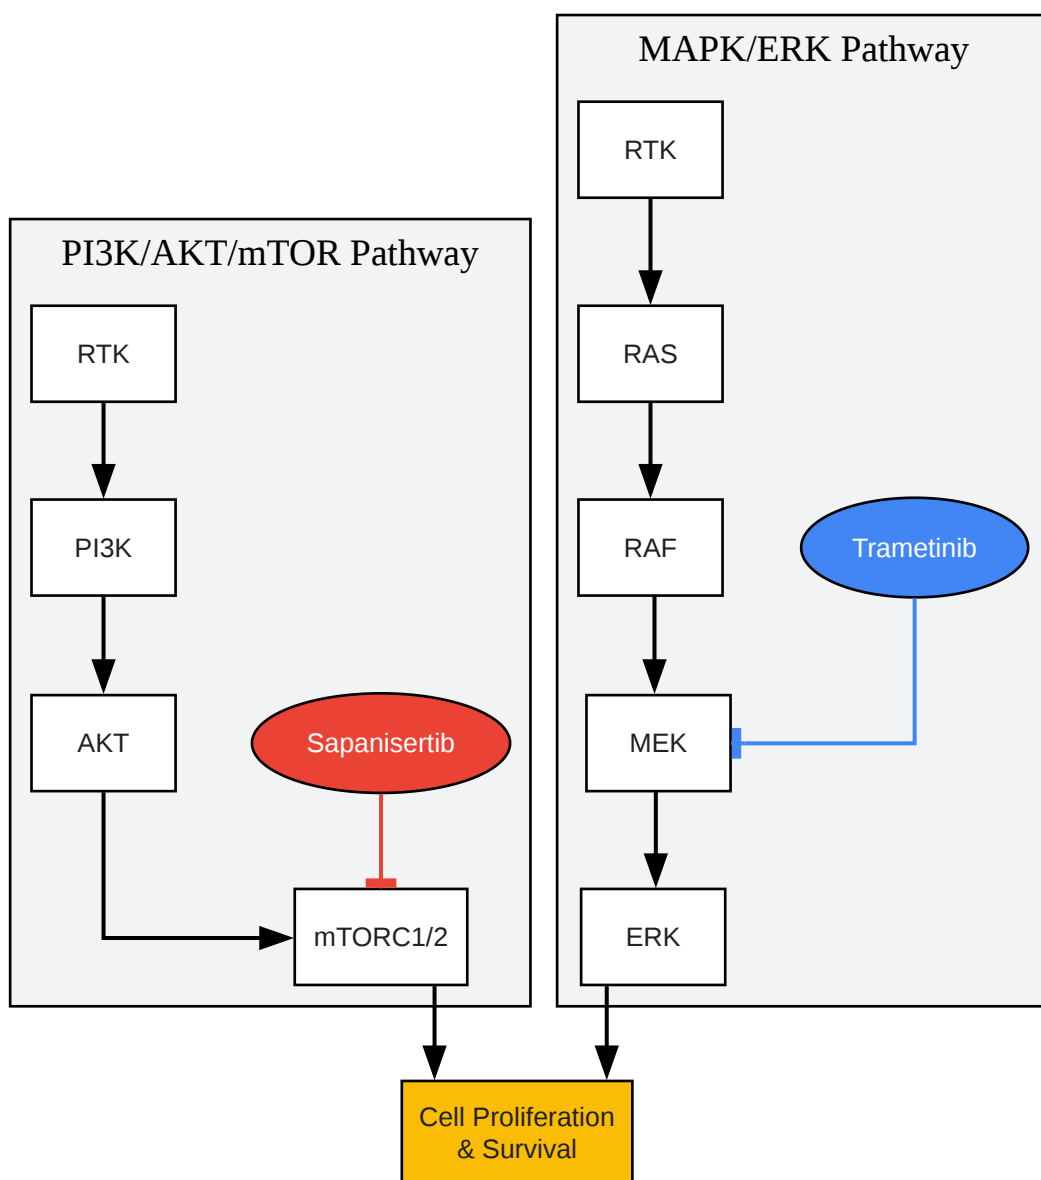 MAPK/ERK Pathway
RTK
RAS
RAF
Trametinib
MEK
ERK
PI3K/AKT/mTOR Pathway
RTK
PI3K
AKT
Sapanisertib
mTORC1/2
Cell Proliferation
& Survival